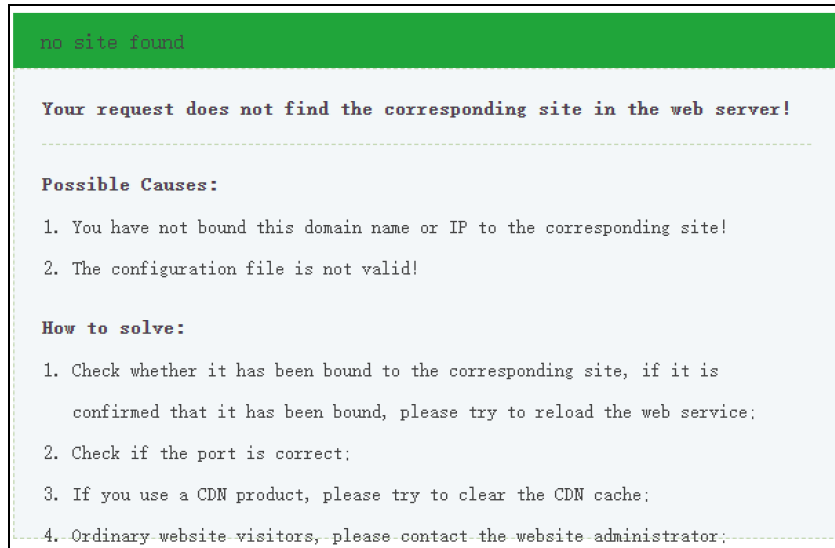 no site found
Your request does not find the corresponding site in the web server!
Possible Causes:
1. You have not bound this domain name or IP to the corresponding site!
2. The configuration file is not valid!
How to solve:
1. Check whether it has been bound to the corresponding site, if it is
confirmed that it has been bound, please try to reload the web service;
2. Check if the port is correct;
3. If you use a CDN product, please try to clear the CDN cache;
4. Ordinary website visitors, please contact the website administrator;